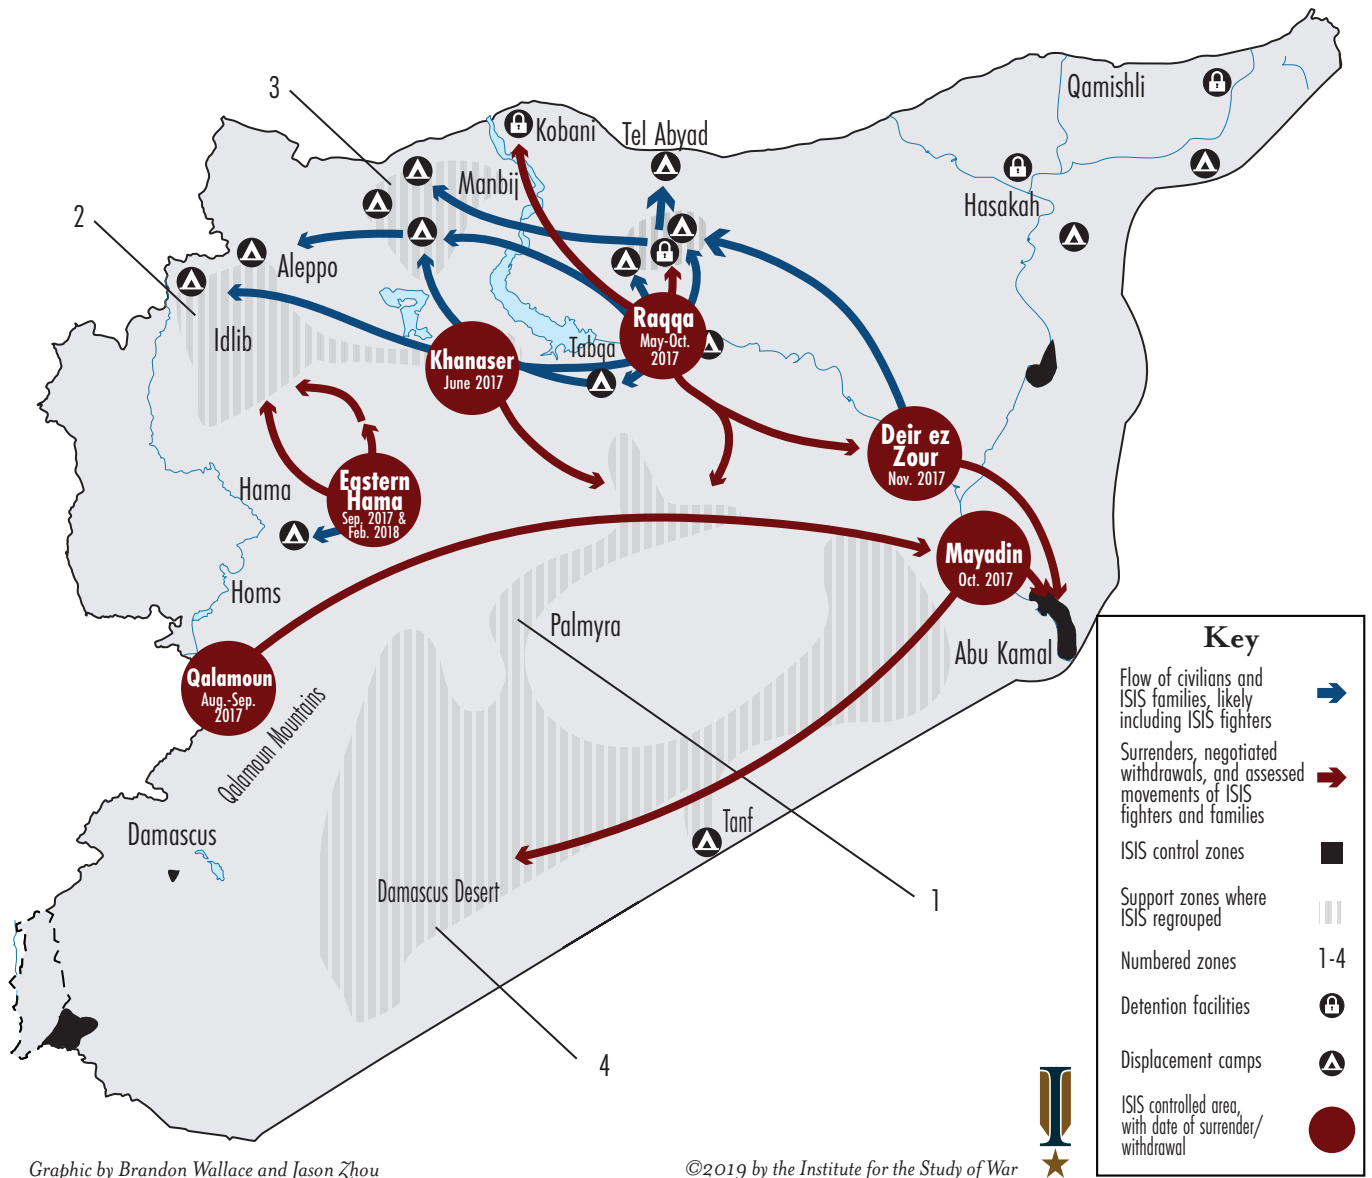 3
Kobani
Tel Abyad
Qamishli
Manbij
Hasakah
2
Aleppo
Idlib
Raqqa
May-Oct.
2017
Tabqa
Khanaser
June 2017
Deir ez
Zour
Nov. 2017
Hama
Eastern
Hama
Sep. 2017 &
Feb. 2018
Mayadin
Oct. 2017
Homs
Palmyra
Abu Kamal
Qalamoun
Aug.-Sep.
2017
Qalamoun Mountains
Damascus
Tanf
Damascus Desert
1
4
Key
Flow of civilians and
ISIS families, likely
including ISIS fighters
Surrenders, negotiated
withdrawals, and assessed
movements of ISIS
fighters and families
ISIS control zones
Support zones where
ISIS regrouped
Numbered zones
1-4
Detention facilities
Displacement camps
ISIS controlled area,
with date of surrender/
withdrawal
Graphic by Brandon Wallace and Jason Zhou
©2019 by the Institute for the Study of War